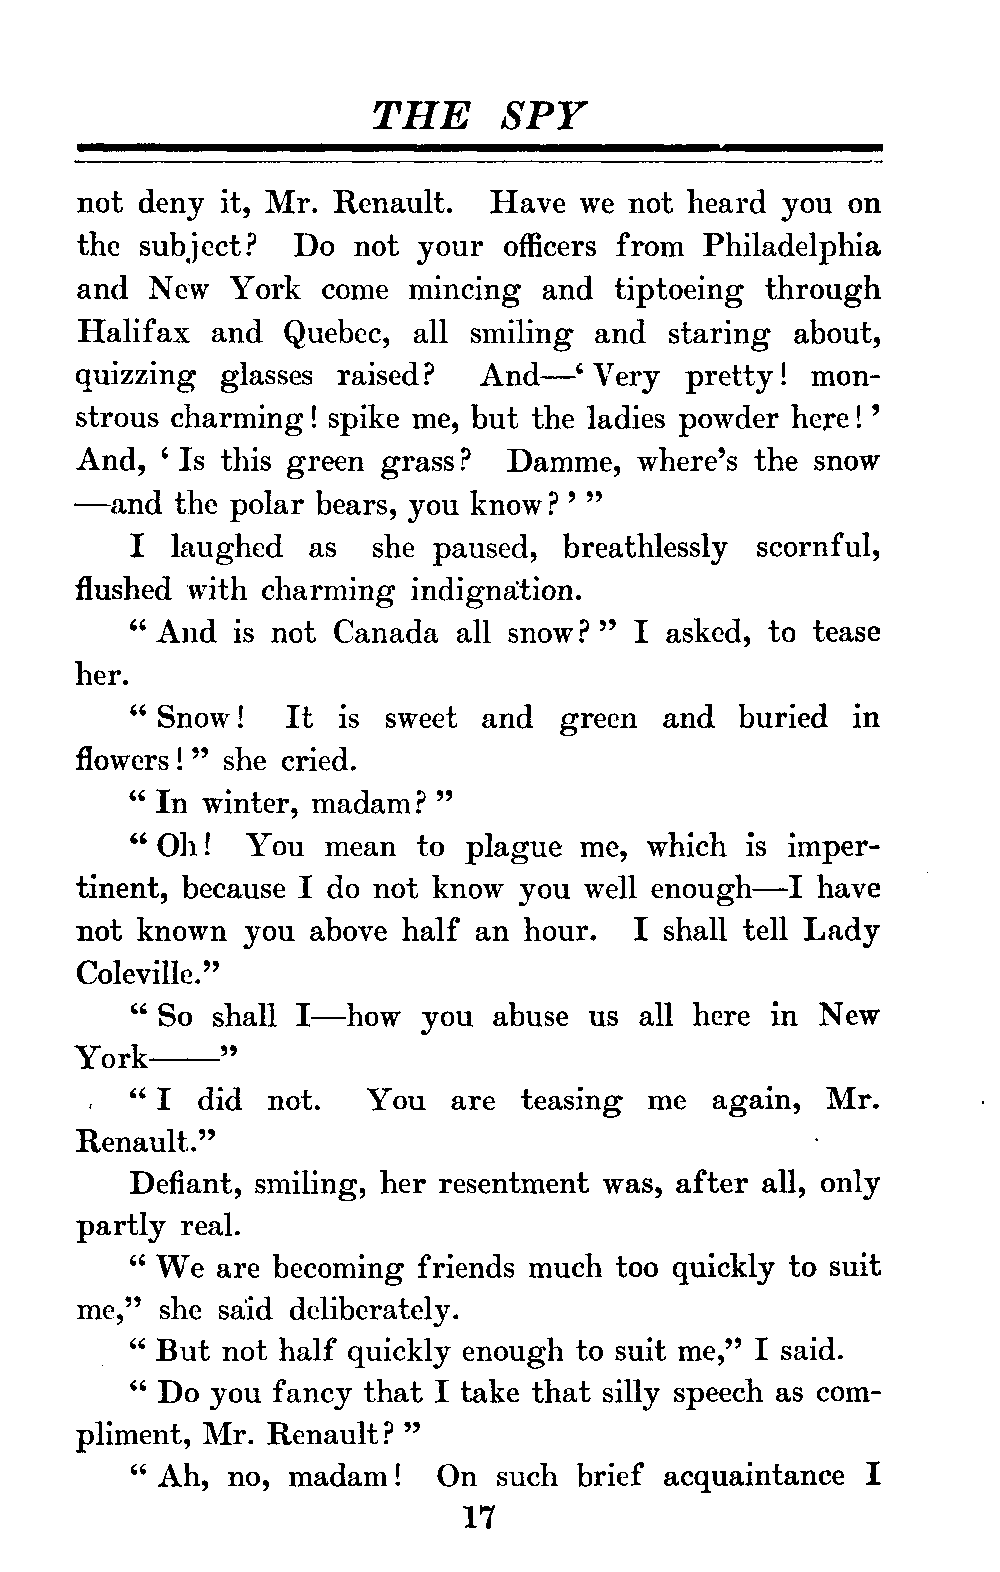 THE SPY
not deny it, Mr. Renault. Have we not heard you on
the subject? Do not your officers from Philadelphia
and New York come mincing and tiptoeing through
Halifax and Quebec, all smiling and staring about,
quizzing glasses raised? And—‘Very pretty! mon-
strous charming! spike me, but the ladies powder here!’
And, ‘Is this green grass? Damme, where’s the snow
—and the polar bears, you know?’”
I laughed as she paused, breathlessly scornful,
flushed with charming indignation.
“And is not Canada all snow?” I asked, to tease
her.
“Snow! It is sweet and green and buried in
flowers!” she cried.
“In winter, madam?”
“Oh! You mean to plague me, which is imper-
tinent, because I do not know you well enough—I have
not known you above half an hour. I shall tell Lady
Coleville.”
“So shall I—how you abuse us all here in New
York——”
“I did not. You are teasing me again, Mr.
Renault.”
Defiant, smiling, her resentment was, after all, only
partly real.
“We are becoming friends much too quickly to suit
me,” she said deliberately.
“But not half quickly enough to suit me,” I said.
“Do you fancy that I take that silly speech as com-
pliment, Mr. Renault?”
“Ah, no, madam! On such brief acquaintance I
17